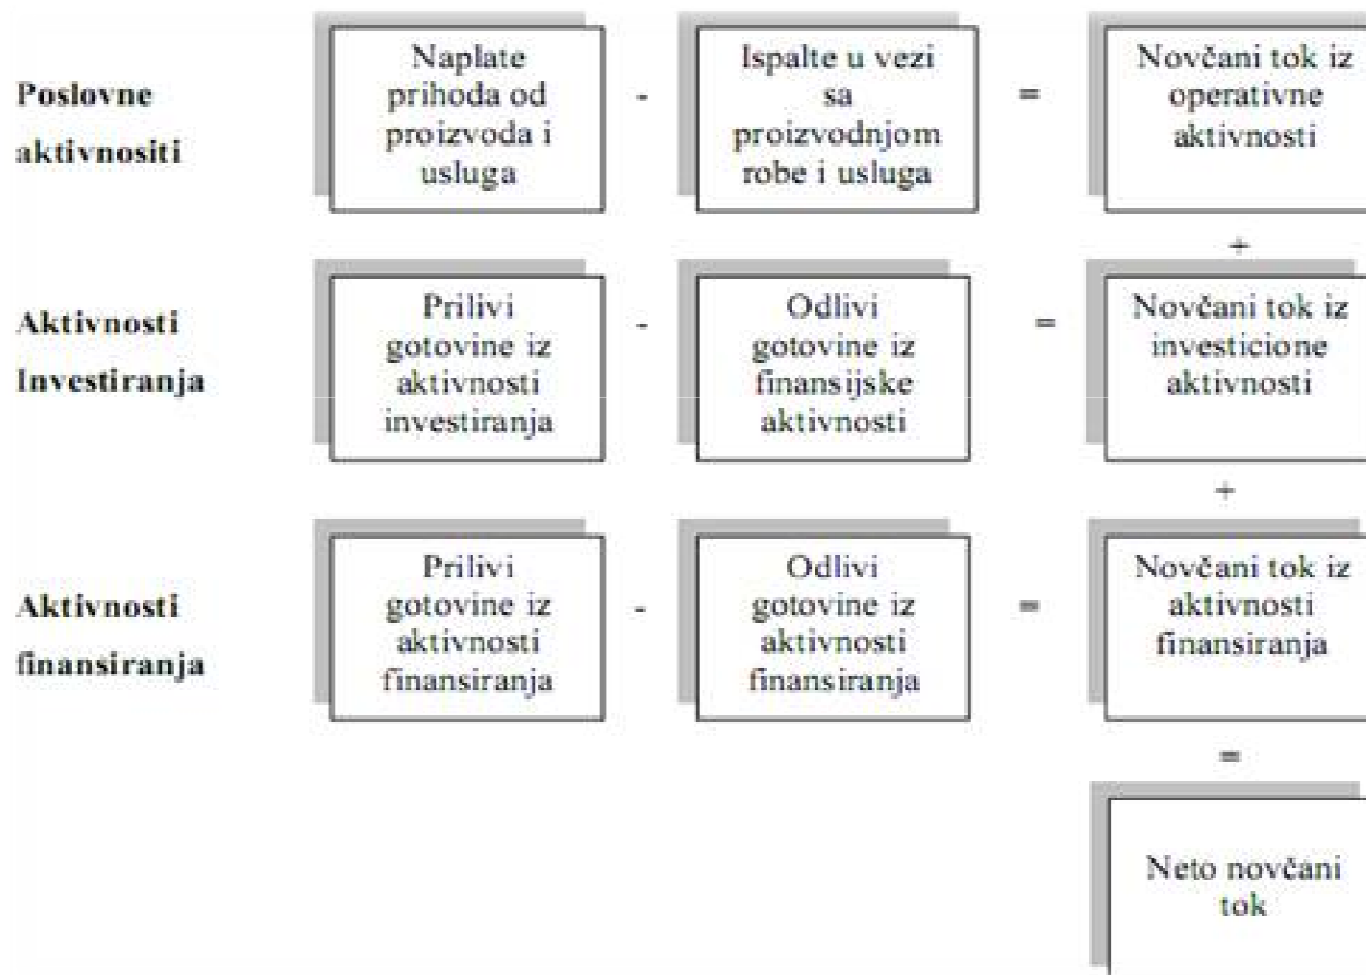 Poslovne
aktivnositi
Naplate
prihoda od
proizvoda i
usluga
-
Ispalte u vezi
sa
proizvodnjom
robe i usluga
=
Novčani tok iz
operativne
aktivnosti
+
Aktivnosti
Investiranja
Prilivi
gotovine iz
aktivnosti
investiranja
-
Odlivi
gotovine iz
finansijske
aktivnosti
=
Novčani tok iz
investicione
aktivnosti
+
Aktivnosti
finansiranja
Prilivi
gotovine iz
aktivnosti
finansiranja
-
Odlivi
gotovine iz
aktivnosti
finansiranja
=
Novčani tok iz
aktivnosti
finansiranja
=
Neto novčani
tok